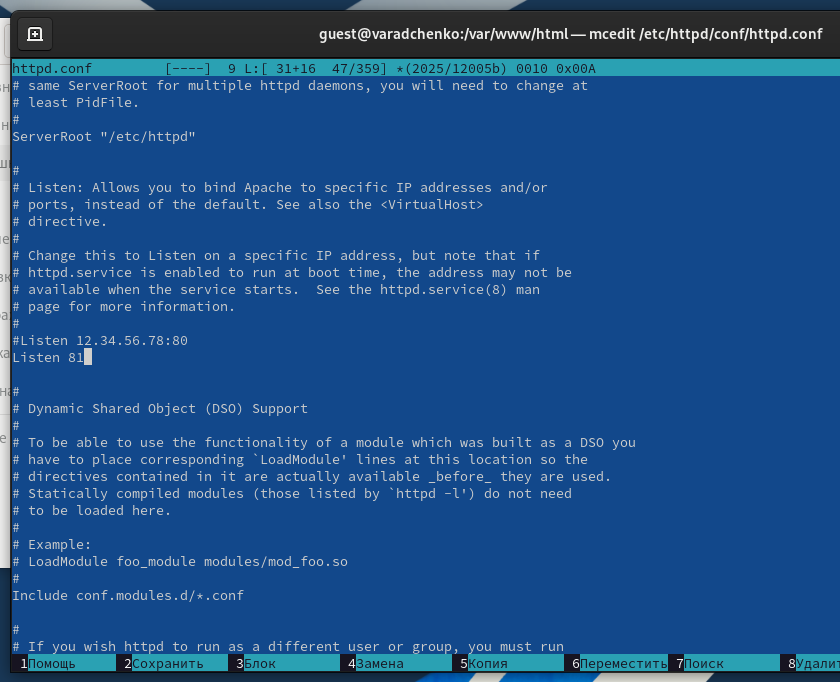 guest@varadchenko:/var/www/html — mcedit /etc/httpd/conf/httpd.conf
httpd.conf [----] 9 L:[ 31+16 47/359] *(2025/12005b) 0010 0x00A
# same ServerRoot for multiple httpd daemons, you will need to change at
# least PidFile.
#
ServerRoot "/etc/httpd"
#
# Listen: Allows you to bind Apache to specific IP addresses and/or
# ports, instead of the default. See also the <VirtualHost>
# directive.
#
# Change this to Listen on a specific IP address, but note that if
# httpd.service is enabled to run at boot time, the address may not be
# available when the service starts.  See the httpd.service(8) man
# page for more information.
#
#Listen 12.34.56.78:80
Listen 81
#
# Dynamic Shared Object (DSO) Support
#
# To be able to use the functionality of a module which was built as a DSO you
# have to place corresponding `LoadModule' lines at this location so the
# directives contained in it are actually available _before_ they are used.
# Statically compiled modules (those listed by `httpd -l') do not need
# to be loaded here.
#
# Example:
# LoadModule foo_module modules/mod_foo.so
#
Include conf.modules.d/*.conf
#
# If you wish httpd to run as a different user or group, you must run
1Помощь 2Сохранить 3Блок 4Замена 5Копия 6Переместить 7Поиск 8Удалит